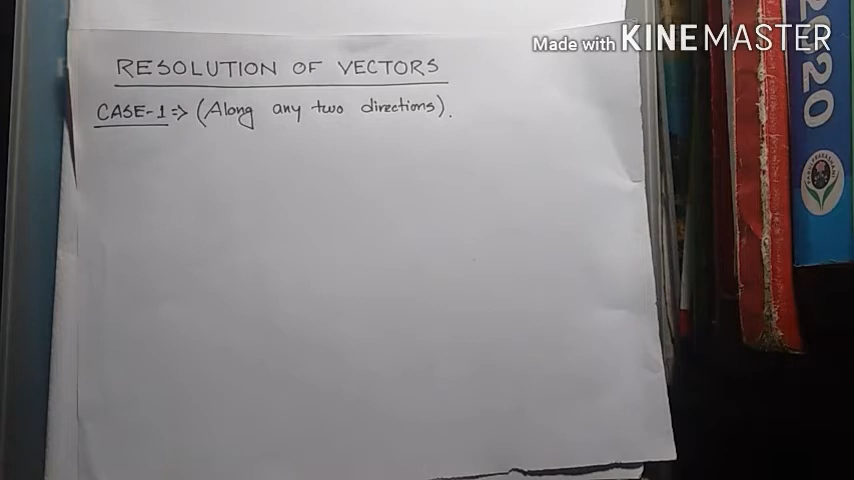 Made with KINEMASTER
RESOLUTION OF VECTORS
CASE-1 => (Along any two directions).
2020